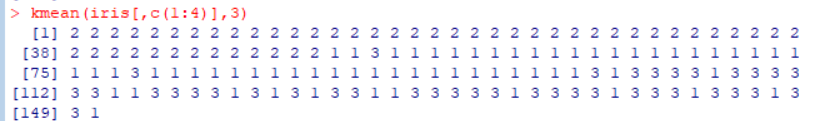 > kmean(iris[,c(1:4)],3)
[1] 2 2 2 2 2 2 2 2 2 2 2 2 2 2 2 2 2 2 2 2 2 2 2 2 2 2 2 2 2 2 2 2 2 2 2 2 2
[38] 2 2 2 2 2 2 2 2 2 2 2 2 2 1 1 3 1 1 1 1 1 1 1 1 1 1 1 1 1 1 1 1 1 1 1 1 1
[75] 1 1 1 3 1 1 1 1 1 1 1 1 1 1 1 1 1 1 1 1 1 1 1 1 1 1 3 1 3 3 3 3 1 3 3 3 3
[112] 3 3 1 1 3 3 3 3 1 3 1 3 1 3 3 1 1 3 3 3 3 3 1 3 3 3 3 1 3 3 3 1 3 3 3 1 3
[149] 3 1